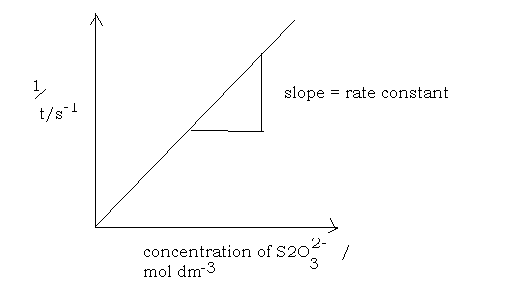 1/
t/s-1
slope = rate constant
concentration of S2O3 2- /
mol dm-3